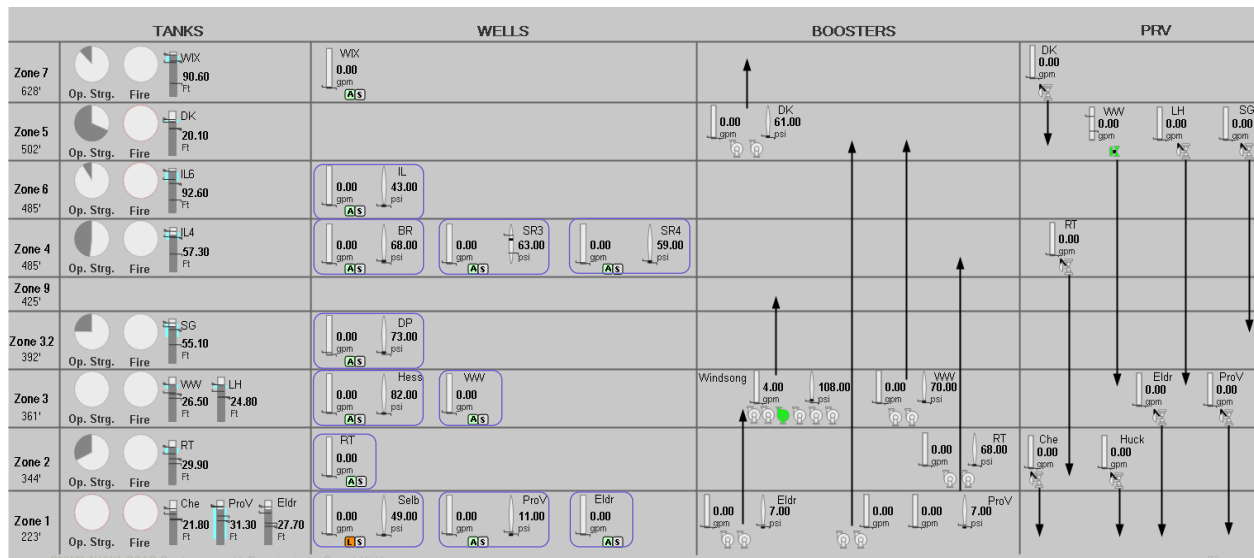 TANKS WELLS BOOSTERS PRV
Zone 7
628'
Op. Strg. Fire
WIX
90.60
Ft
WIX
0.00
gpm
A S
DK
0.00
gpm
Zone 5
502'
Op. Strg. Fire
DK
20.10
Ft
0.00
gpm
DK
61.00
psi
WW
0.00
gpm
LH
0.00
gpm
SG
0.00
gpm
Zone 6
485'
Op. Strg. Fire
IL6
92.60
Ft
IL
0.00 43.00
gpm psi
A S
Zone 4
485'
Op. Strg. Fire
IL4
57.30
Ft
BR
0.00 68.00
gpm psi
A S
SR3
0.00 63.00
gpm psi
A S
SR4
0.00 59.00
gpm psi
A S
RT
0.00
gpm
Zone 9
425'
Zone 3.2
392'
Op. Strg. Fire
SG
55.10
Ft
DP
0.00 73.00
gpm psi
A S
Zone 3
361'
Op. Strg. Fire
WW
26.50
Ft
LH
24.80
Ft
Hess
0.00 82.00
gpm psi
A S
WW
0.00
gpm
A S
Windsong
4.00 108.00
gpm psi
WW
0.00 70.00
gpm psi
Eldr
0.00
gpm
ProV
0.00
gpm
Zone 2
344'
Op. Strg. Fire
RT
29.90
Ft
RT
0.00
gpm
A S
RT
0.00 68.00
gpm psi
Che
0.00
gpm
Huck
0.00
gpm
Zone 1
223'
Op. Strg. Fire
Che
21.80
Ft
ProV
31.30
Ft
Eldr
27.70
Ft
Selb
0.00 49.00
gpm psi
L S
ProV
0.00 11.00
gpm psi
A S
Eldr
0.00
gpm
A S
Eldr
0.00 7.00
gpm psi
ProV
0.00 0.00 7.00
gpm gpm psi